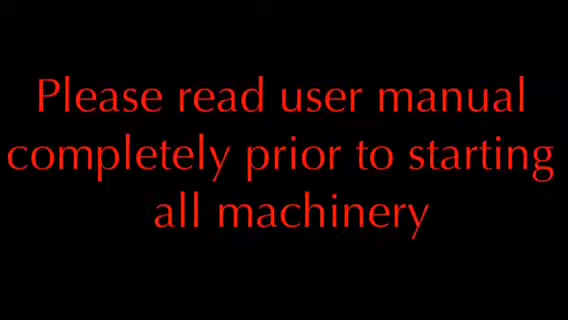 Please read user manual
completely prior to starting
all machinery